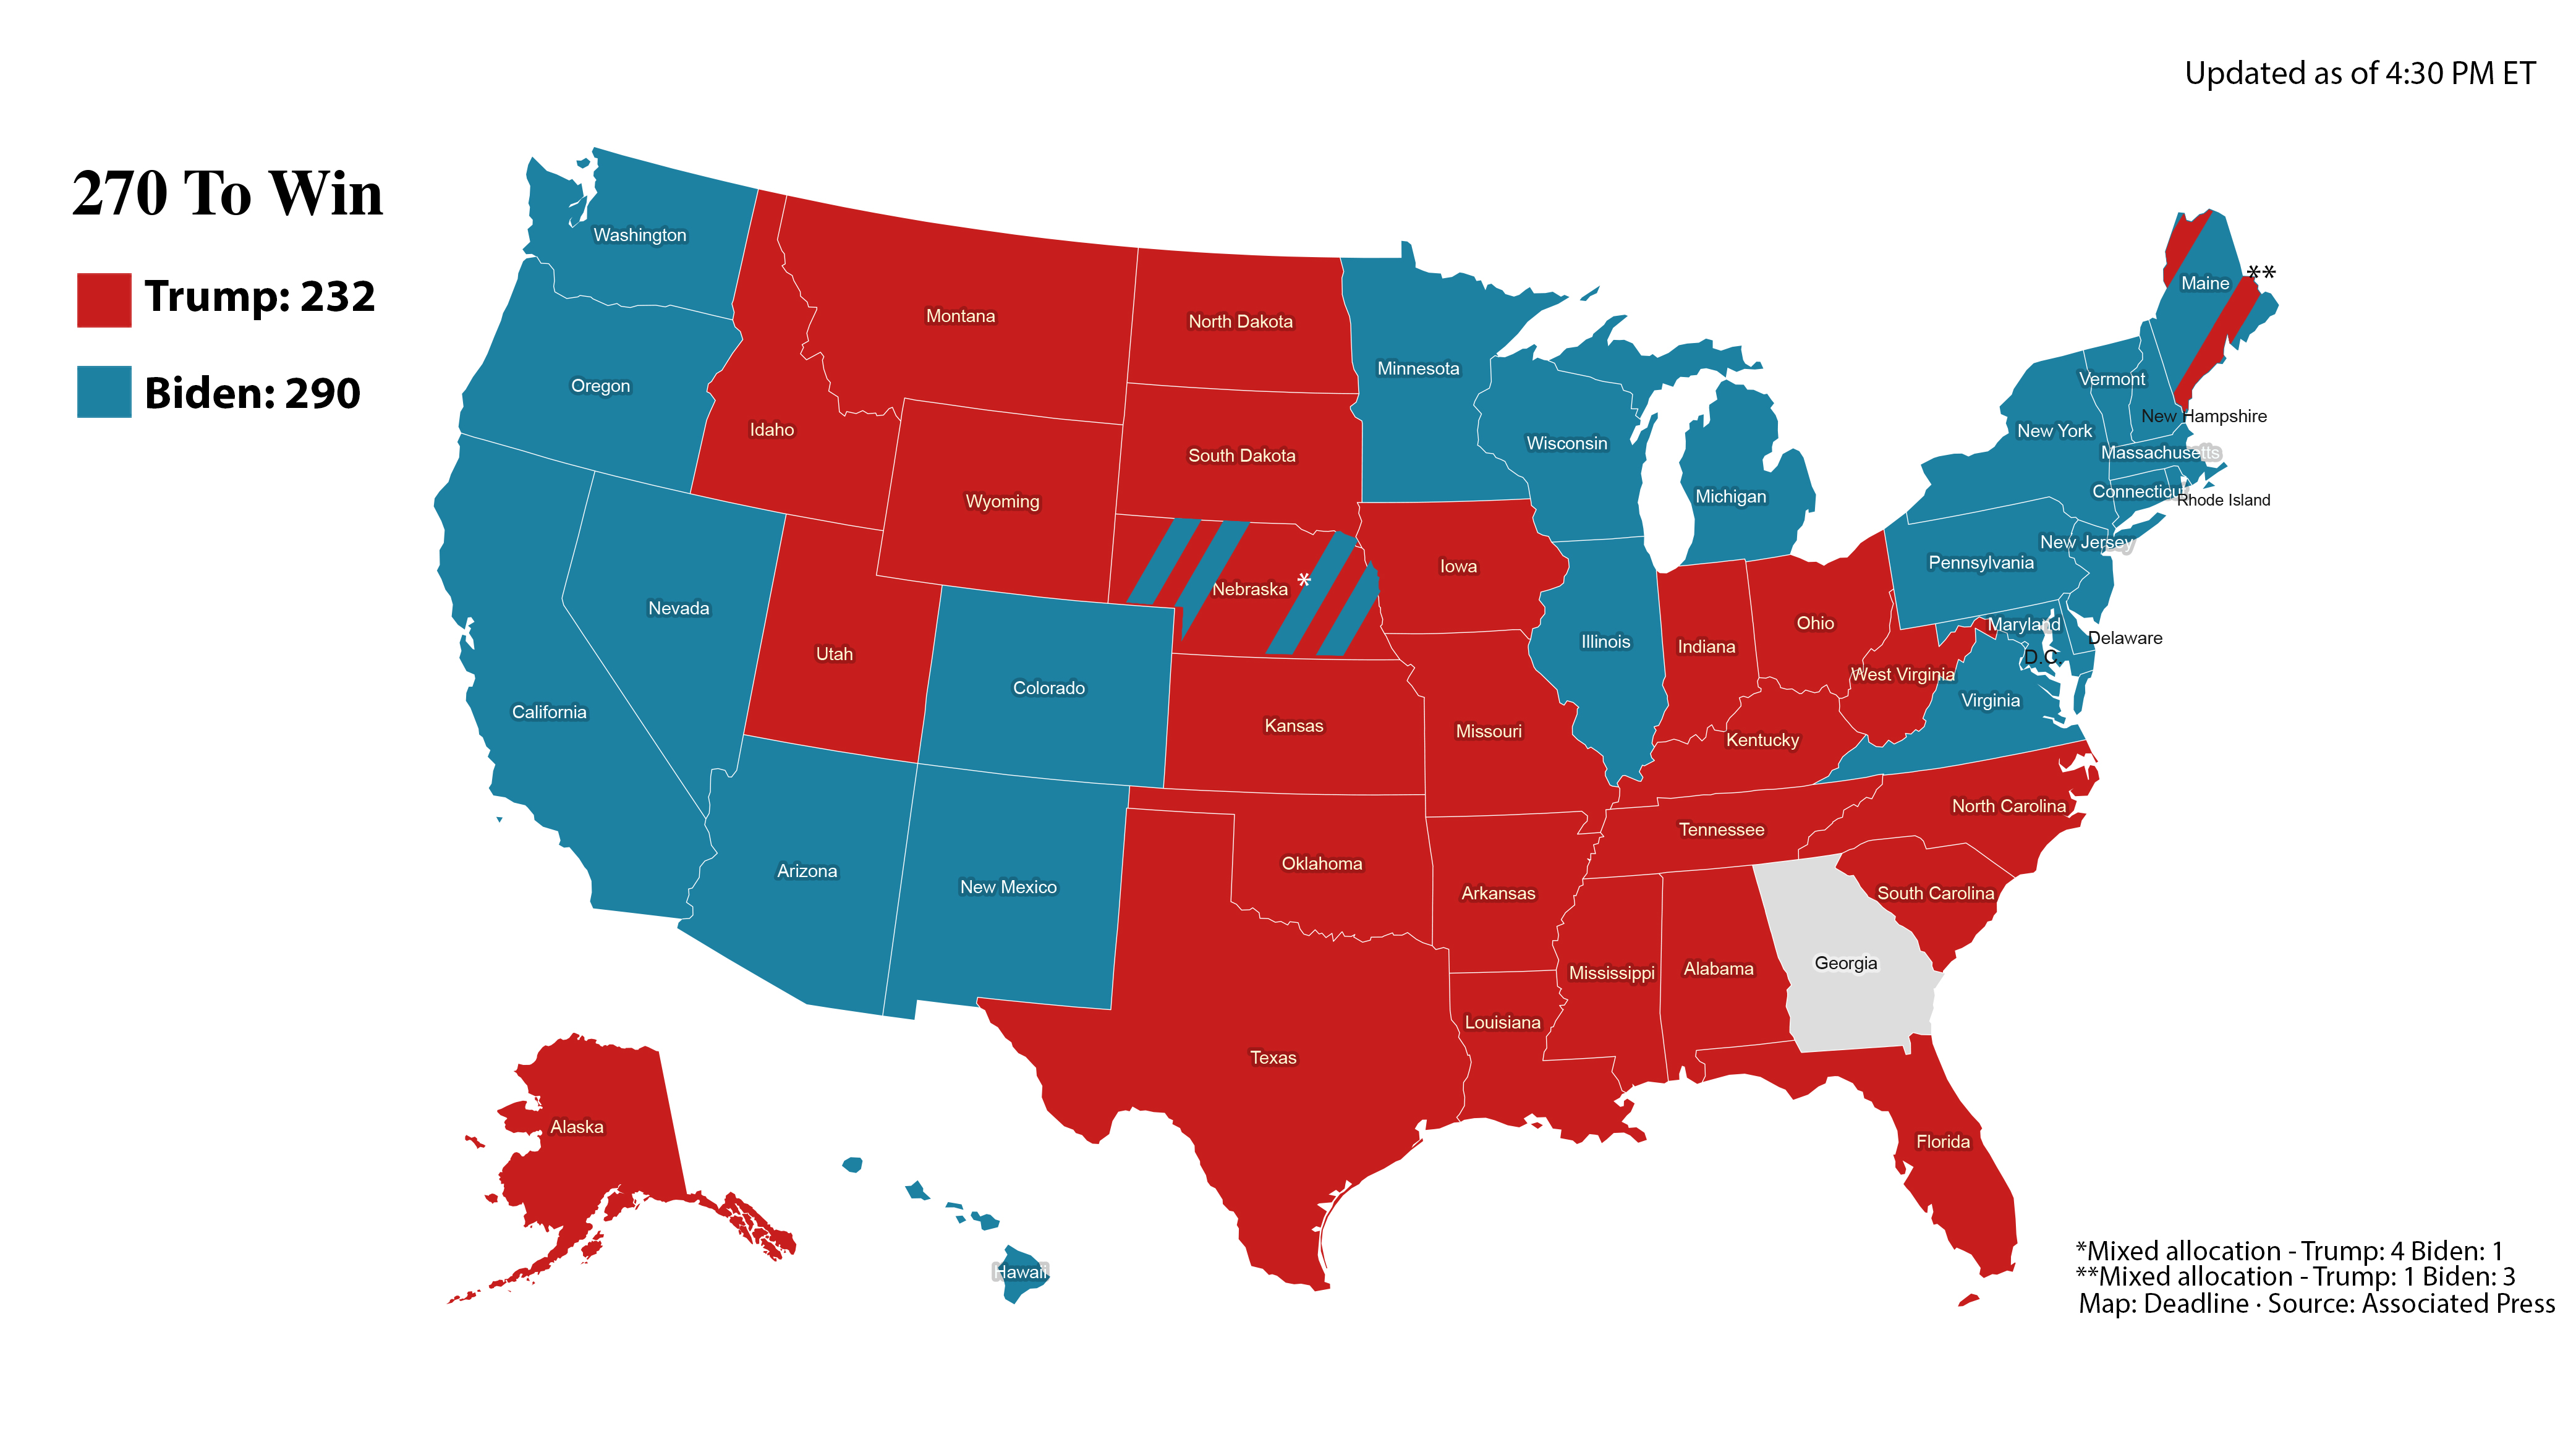 Updated as of 4:30 PM ET
270 To Win
Trump: 232
Biden: 290
Washington
Oregon
Idaho
Montana
North Dakota
Minnesota
Maine
**
Vermont
New Hampshire
New York
Massachusetts
Connecticu
Rhode Island
Wisconsin
Michigan
South Dakota
Wyoming
Nebraska *
Iowa
Pennsylvania
New Jersey
Nevada
Utah
Colorado
California
Illinois
Indiana
Ohio
Maryland
Delaware
D.C.
West Virginia
Virginia
Kansas
Missouri
Kentucky
North Carolina
Tennessee
Arizona
New Mexico
Oklahoma
Arkansas
South Carolina
Mississippi
Alabama
Georgia
Louisiana
Texas
Alaska
Florida
Hawaii
*Mixed allocation - Trump: 4 Biden: 1
**Mixed allocation - Trump: 1 Biden: 3
Map: Deadline · Source: Associated Press